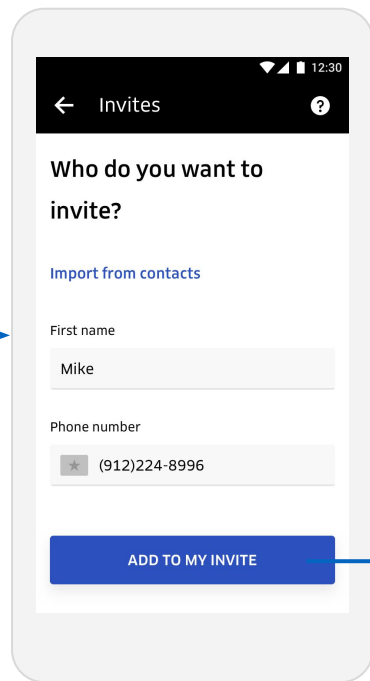 12:30
Invites
?
Who do you want to
invite?
Import from contacts
First name
Mike
Phone number
(912)224-8996
ADD TO MY INVITE